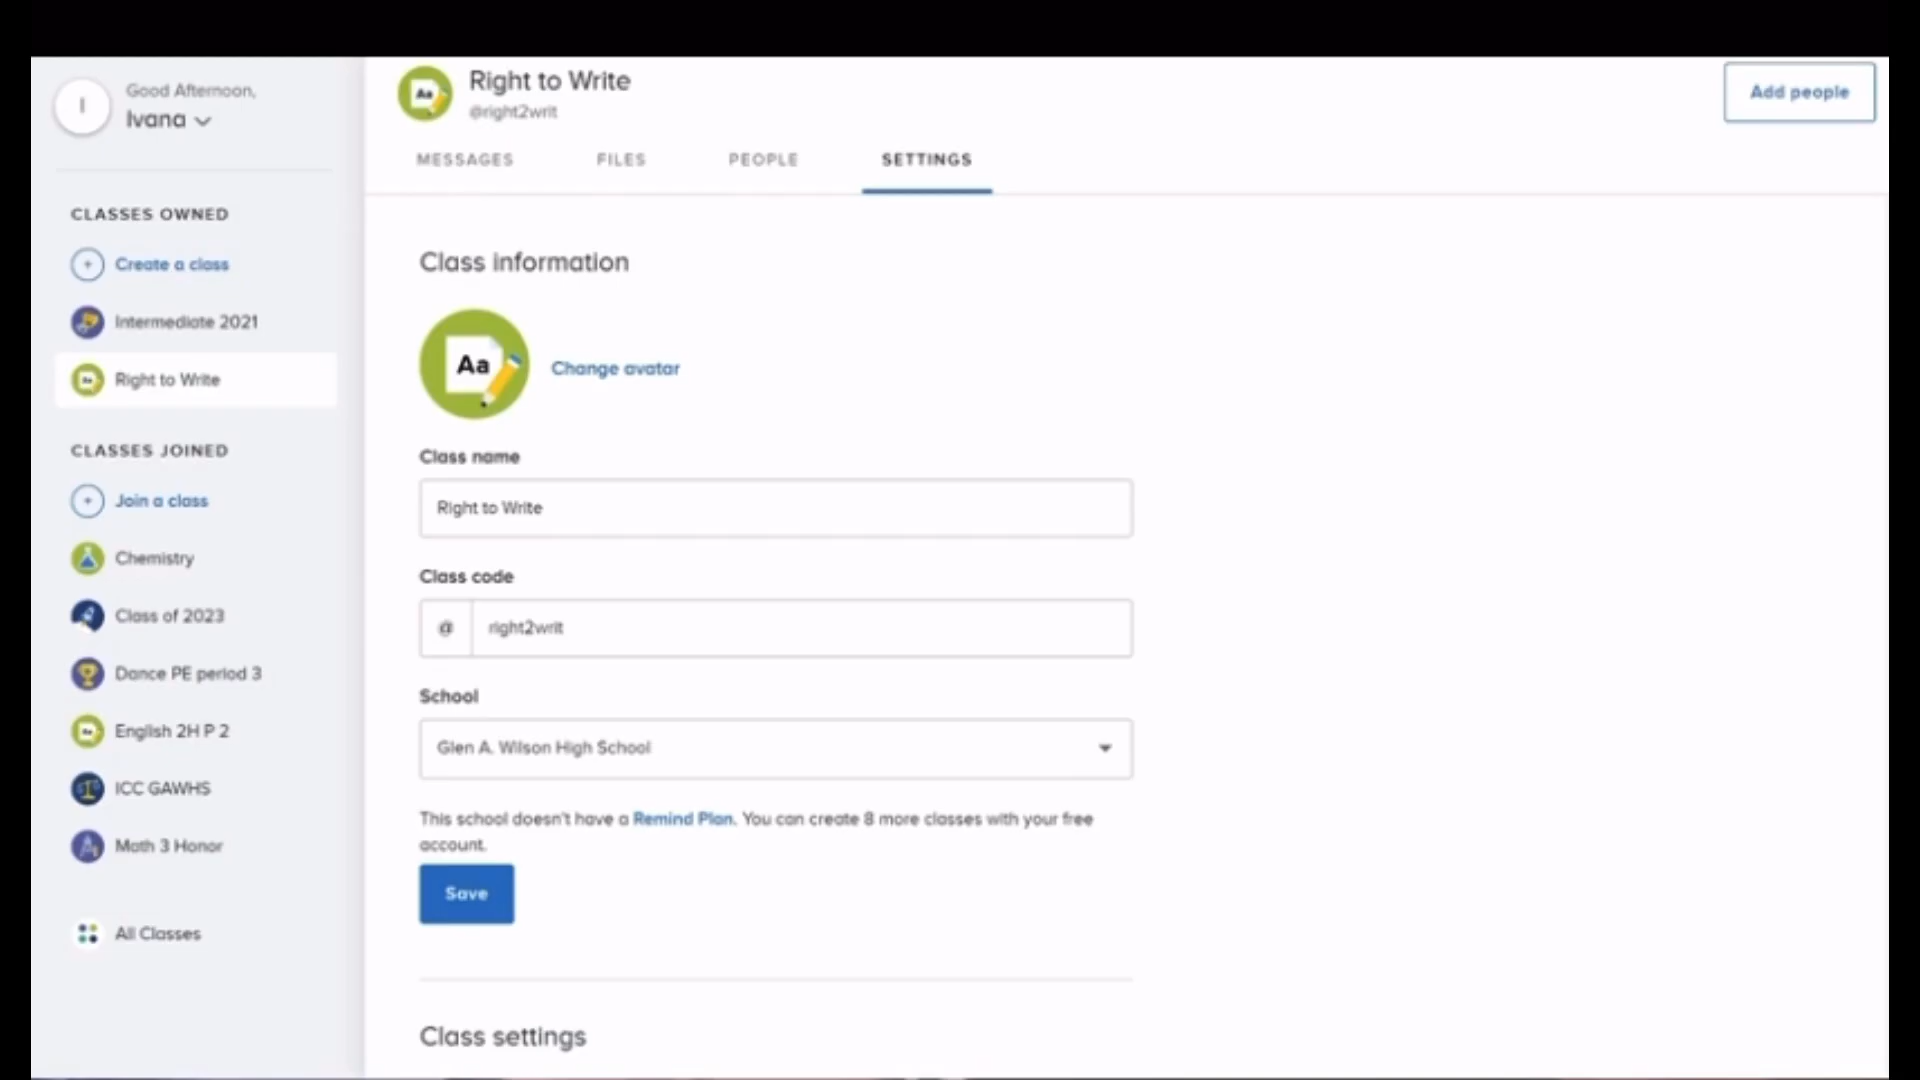 I
Good Afternoon,
Ivana
CLASSES OWNED
+ Create a class
Intermediate 2021
Right to Write
CLASSES JOINED
+ Join a class
Chemistry
Class of 2023
Dance PE period 3
English 2H P 2
ICC GAWHS
Math 3 Honor
All Classes
Aa
Right to Write
@right2writ
Add people
MESSAGES FILES PEOPLE SETTINGS
Class information
Aa
Change avatar
Class name
Right to Write
Class code
@ right2writ
School
Glen A. Wilson High School
This school doesn't have a Remind Plan. You can create 8 more classes with your free
account.
Save
Class settings